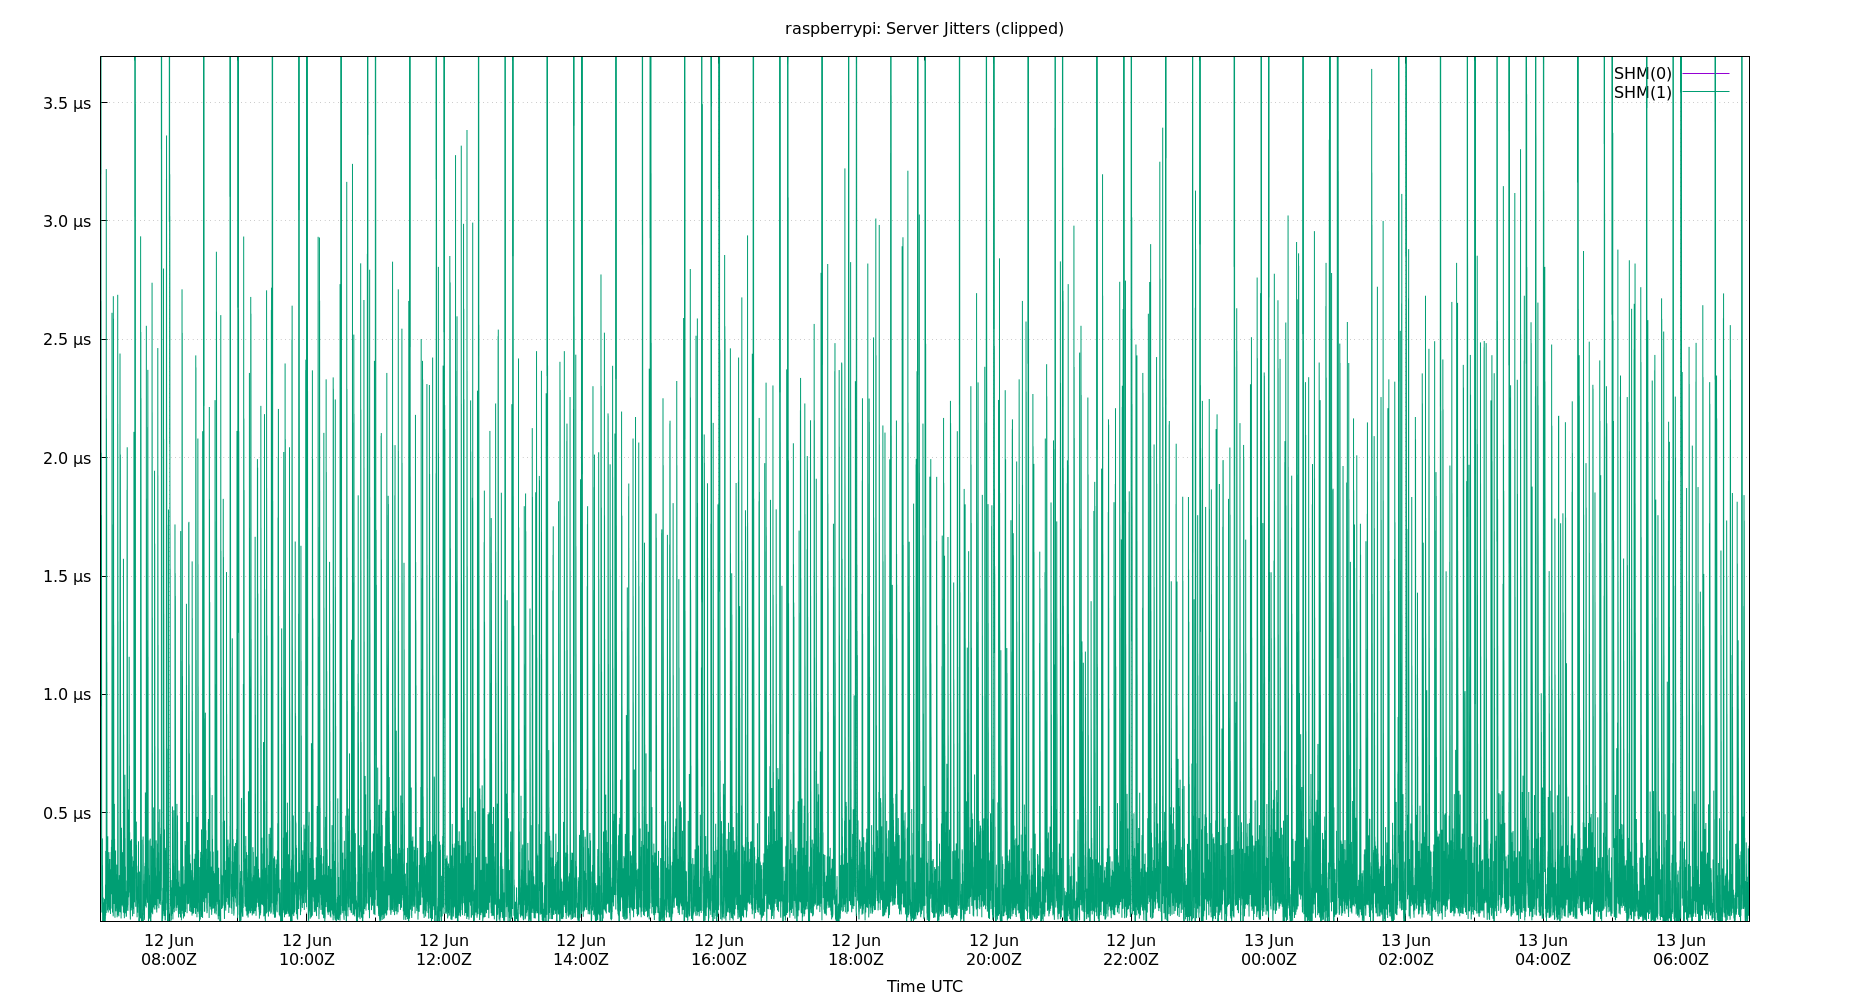 raspberrypi: Server Jitters (clipped)
SHM(0)
SHM(1)
3.5 µs
3.0 µs
2.5 µs
2.0 µs
1.5 µs
1.0 µs
0.5 µs
12 Jun 12 Jun 12 Jun 12 Jun 12 Jun 12 Jun 12 Jun 12 Jun 13 Jun 13 Jun 13 Jun 13 Jun
08:00Z 10:00Z 12:00Z 14:00Z 16:00Z 18:00Z 20:00Z 22:00Z 00:00Z 02:00Z 04:00Z 06:00Z
Time UTC